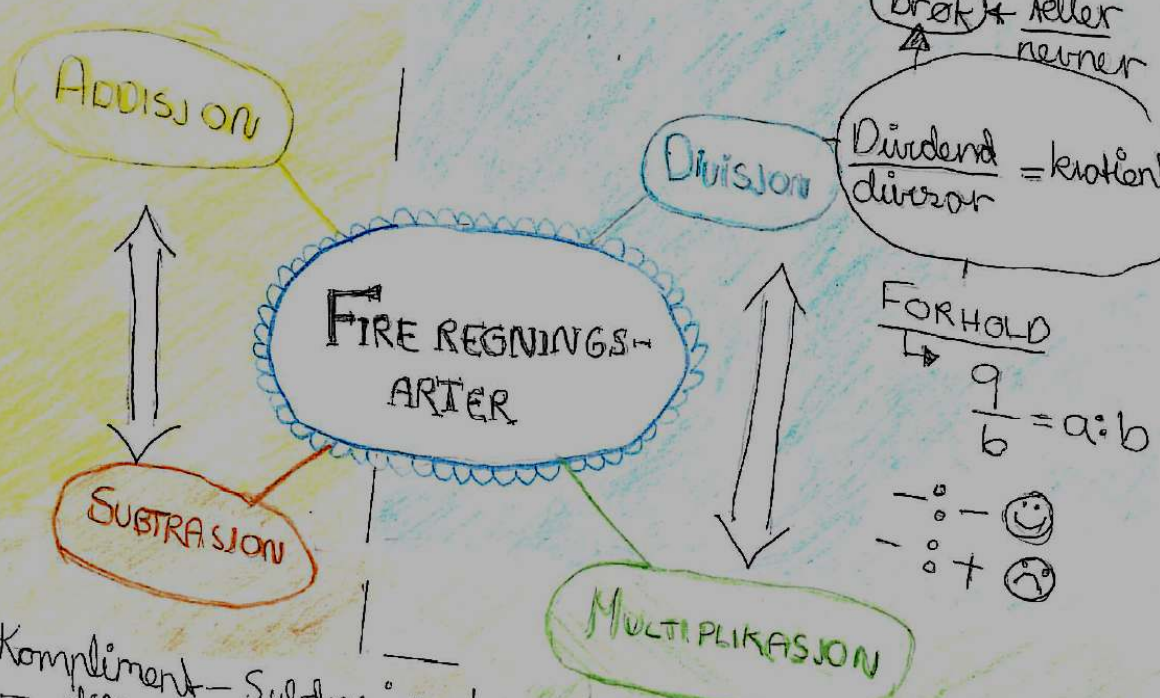 ADDISJON
FIRE REGNINGS-
ARTER
SUBTRASJON
DIVISJON
MULTIPLIKASJON
brøk teller
nevner
Dividend
divisor = kvotient
FORHOLD
a
b = a:b
- : -
- : +
Kompliment-